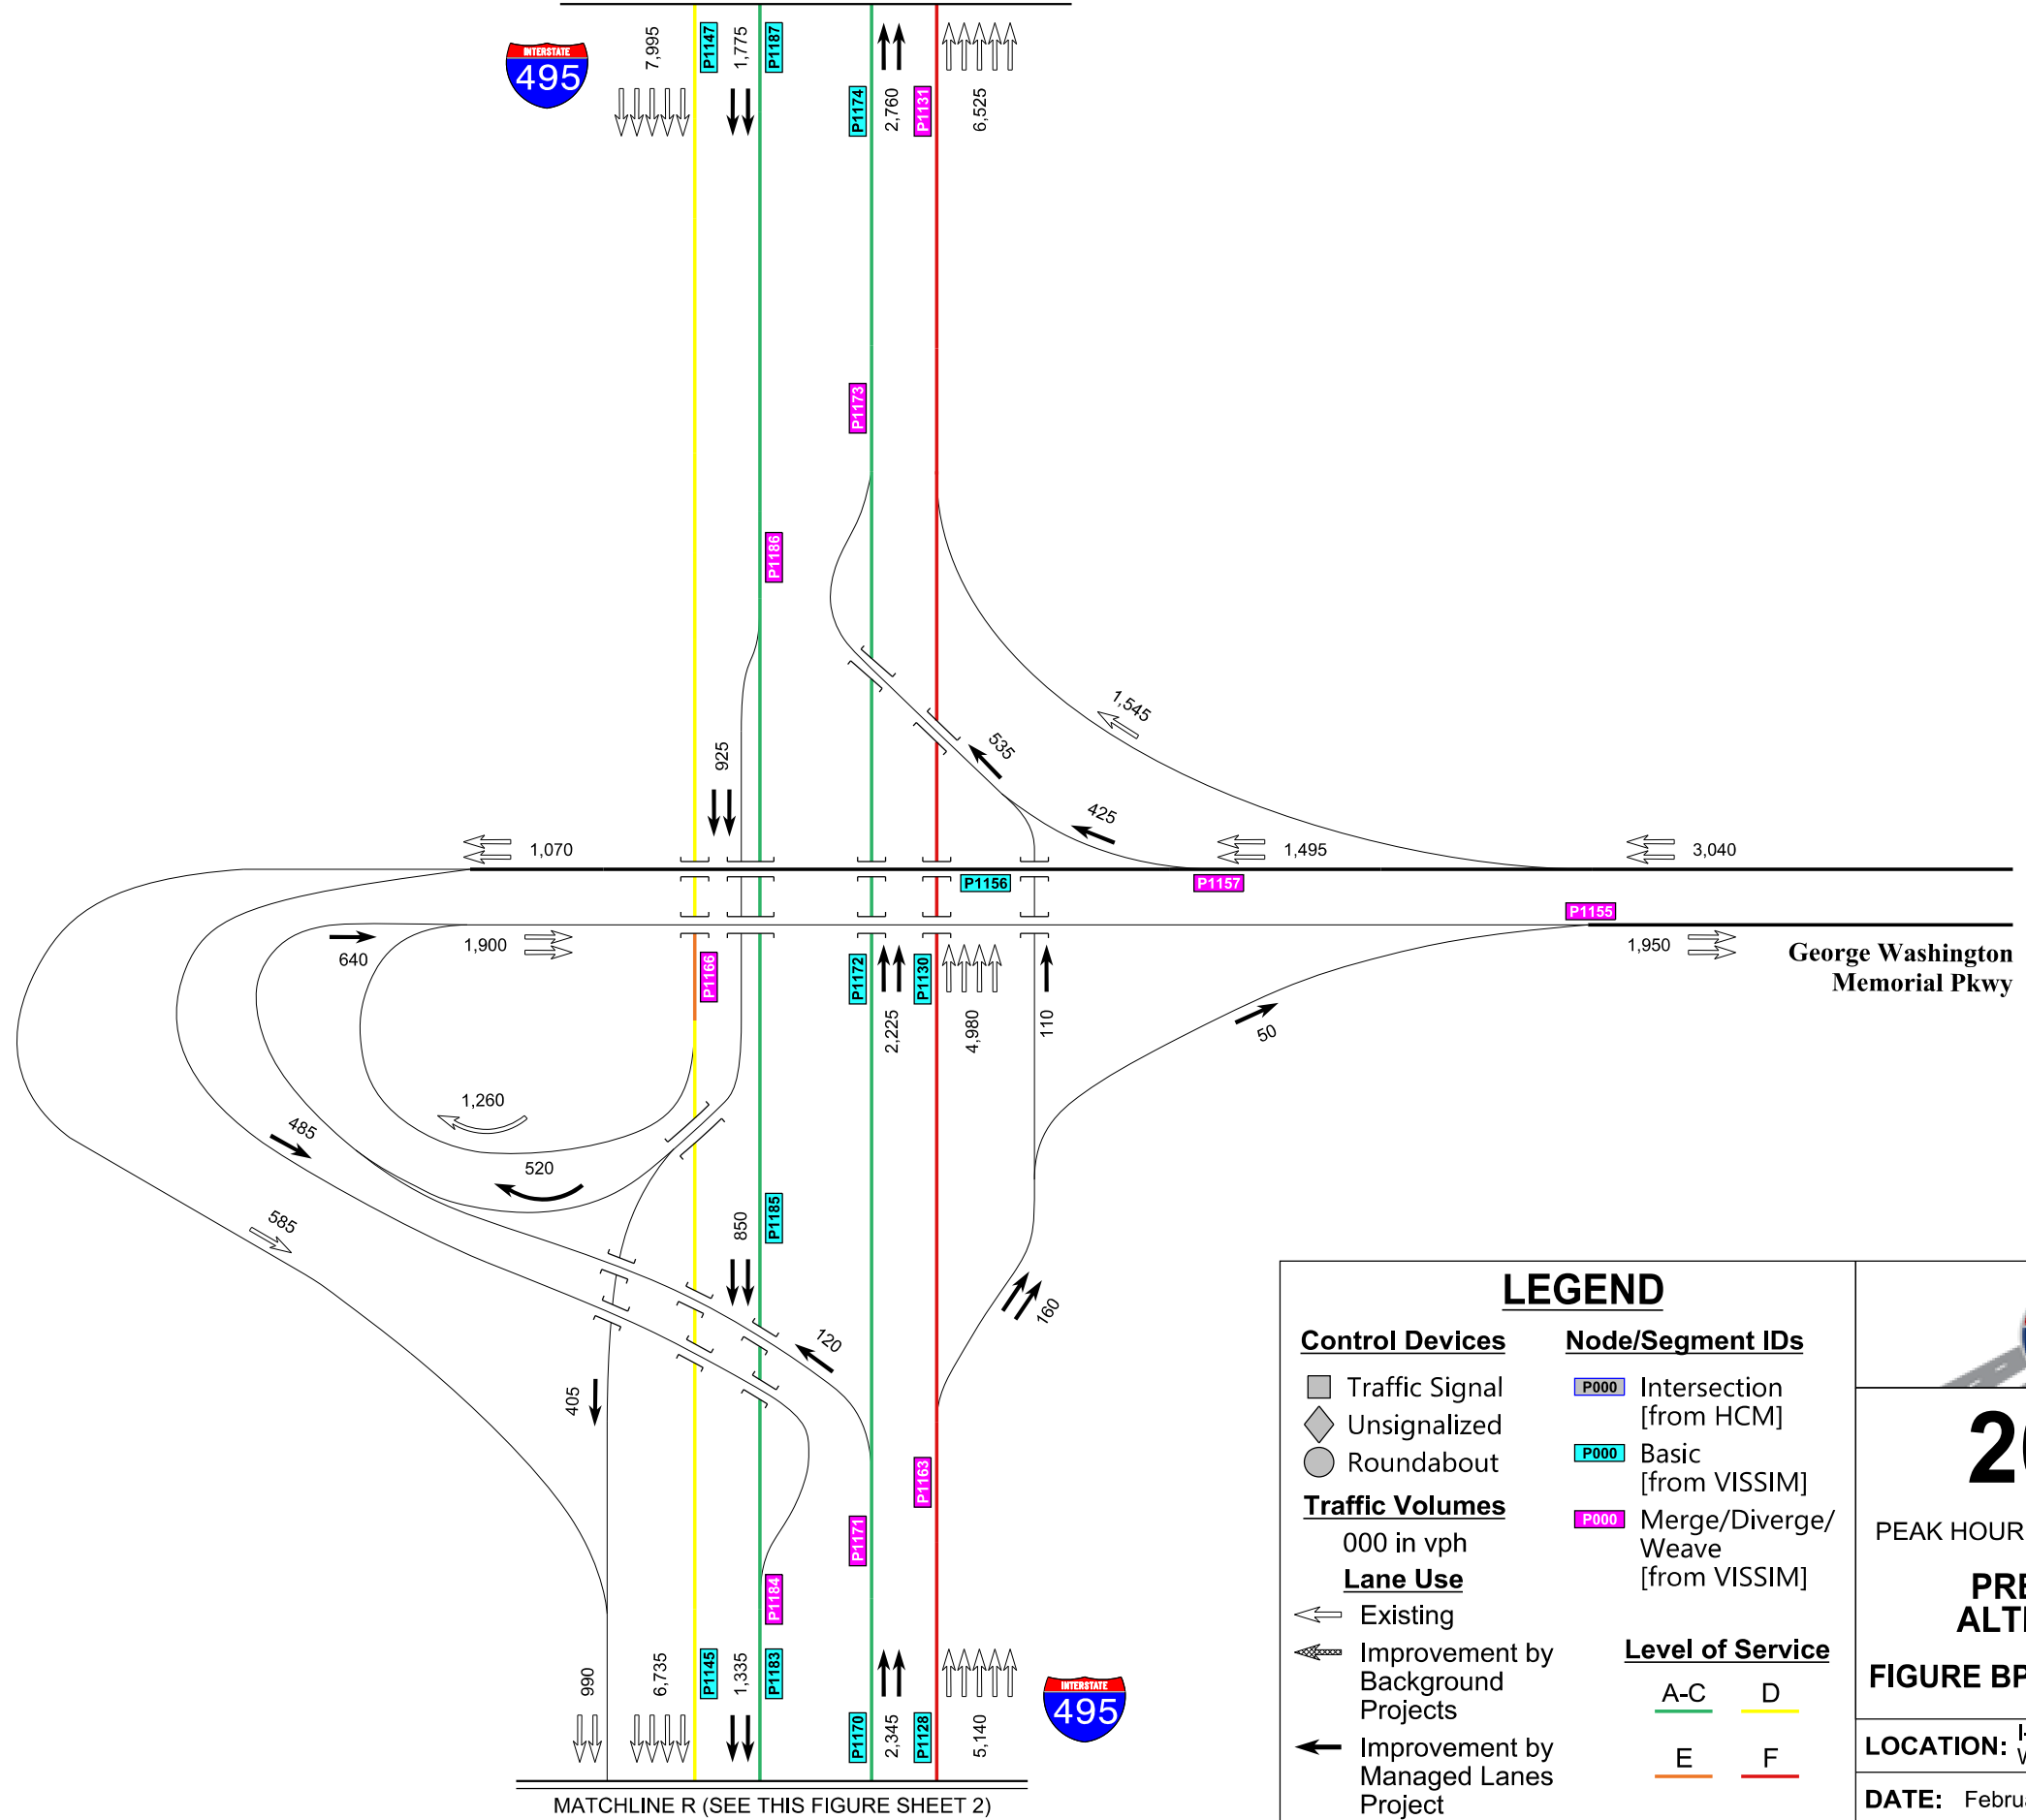 7,995
P1147
1,775
P1187
P1174
2,760
P1131
6,525
INTERSTATE
495
P1173
P1186
1,545
535
925
425
1,070
1,495
3,040
P1156
P1157
P1155
640
1,900
1,950
George Washington
Memorial Pkwy
P1166
P1172
2,225
P1130
4,980
110
50
1,260
485
520
585
850
P1185
160
120
405
P1163
P1171
P1184
990
6,735
P1145
1,335
P1183
P1170
2,345
P1128
5,140
INTERSTATE
495
MATCHLINE R (SEE THIS FIGURE SHEET 2)
LEGEND
Control Devices
Traffic Signal
Unsignalized
Roundabout
Traffic Volumes
000 in vph
Lane Use
Existing
Improvement by
Background
Projects
Improvement by
Managed Lanes
Project
Node/Segment IDs
P000 Intersection
[from HCM]
P000 Basic
[from VISSIM]
P000 Merge/Diverge/
Weave
[from VISSIM]
Level of Service
A-C D
E F
PEAK HOUR
FIGURE BP
LOCATION:
DATE: